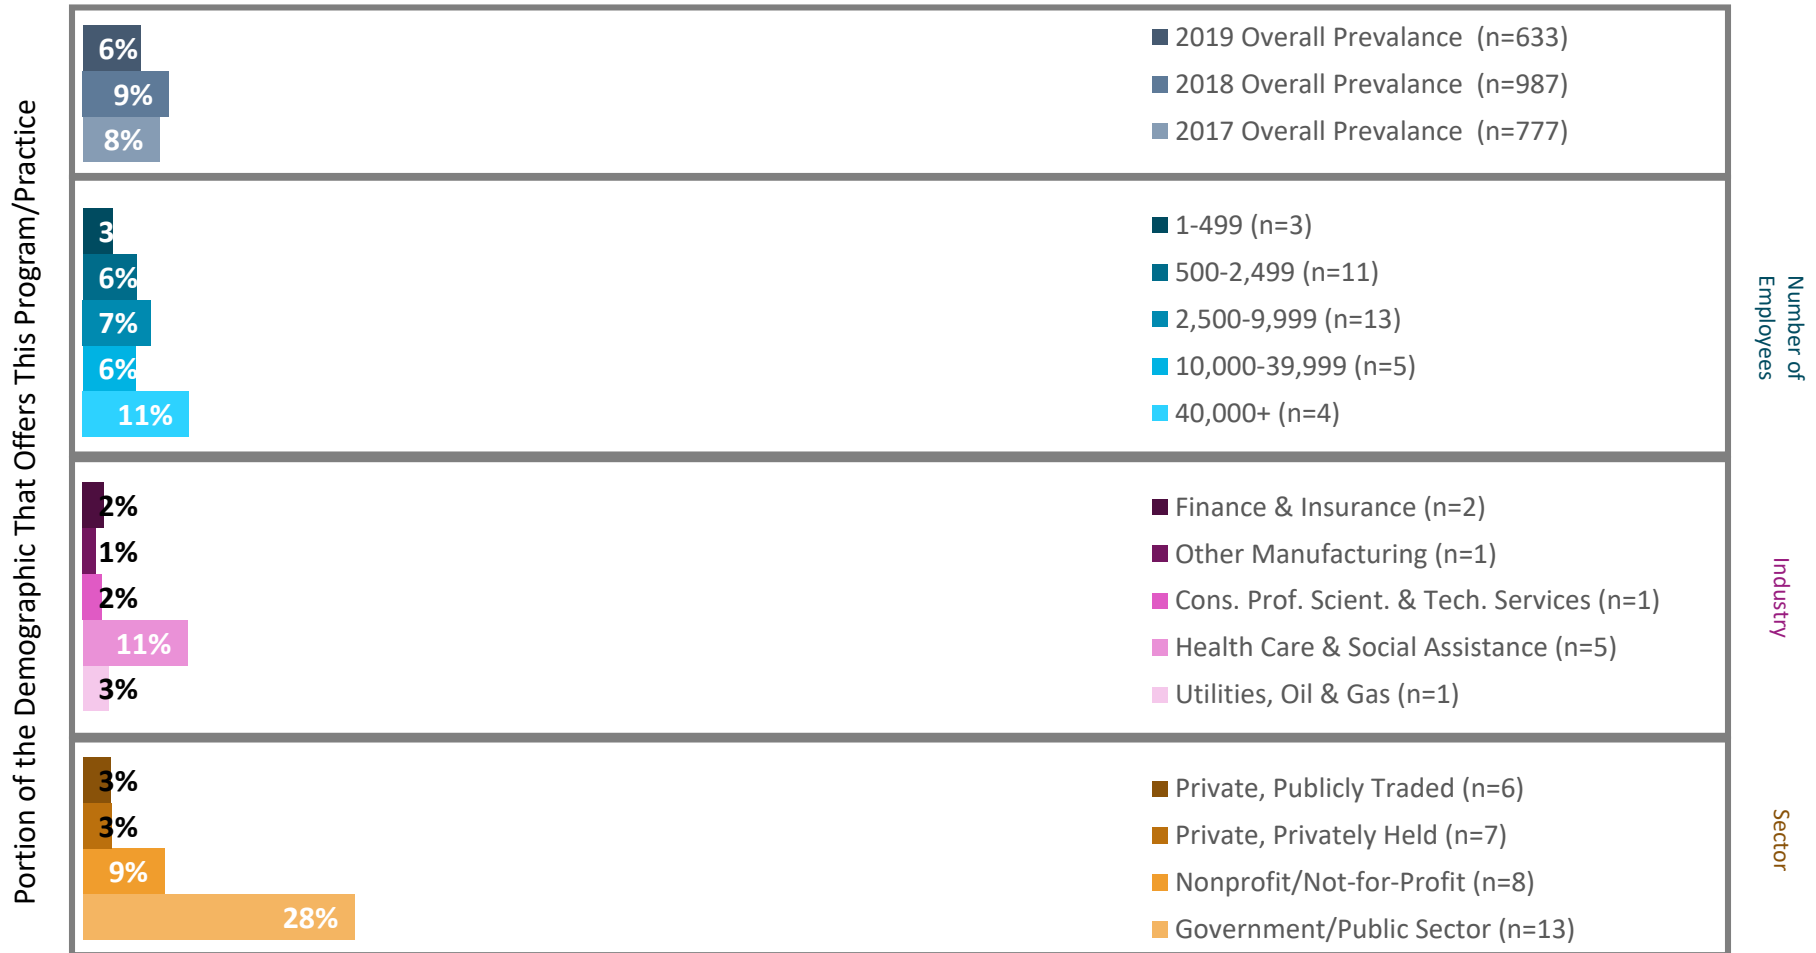 Portion of the Demographic That Offers This Program/Practice
6%
9%
8%
2019 Overall Prevalance (n=633)
2018 Overall Prevalance (n=987)
2017 Overall Prevalance (n=777)
3
6%
7%
6%
11%
1-499 (n=3)
500-2,499 (n=11)
2,500-9,999 (n=13)
10,000-39,999 (n=5)
40,000+ (n=4)
Number of
Employees
2%
1%
2%
11%
3%
Finance & Insurance (n=2)
Other Manufacturing (n=1)
Cons. Prof. Scient. & Tech. Services (n=1)
Health Care & Social Assistance (n=5)
Utilities, Oil & Gas (n=1)
Industry
3%
3%
9%
28%
Private, Publicly Traded (n=6)
Private, Privately Held (n=7)
Nonprofit/Not-for-Profit (n=8)
Government/Public Sector (n=13)
Sector